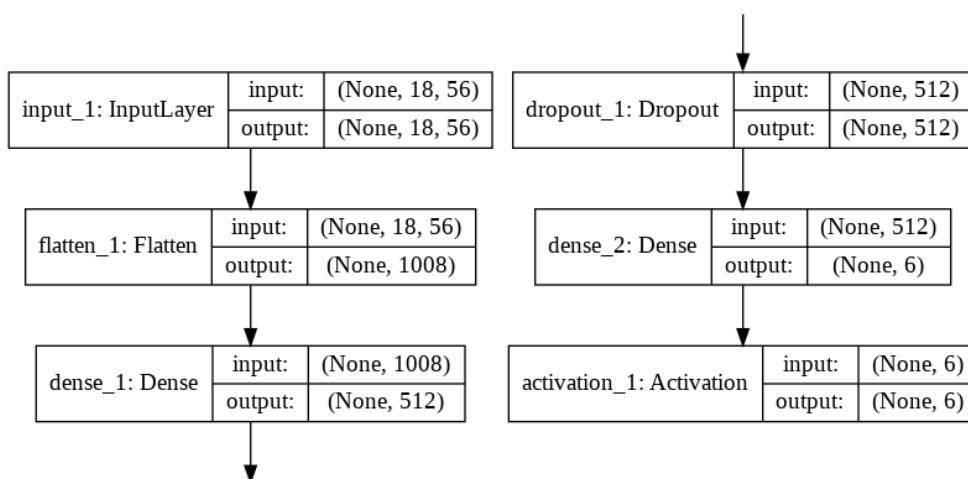 input_1: InputLayer
input: (None, 18, 56)
output: (None, 18, 56)
flatten_1: Flatten
input: (None, 18, 56)
output: (None, 1008)
dense_1: Dense
input: (None, 1008)
output: (None, 512)
dropout_1: Dropout
input: (None, 512)
output: (None, 512)
dense_2: Dense
input: (None, 512)
output: (None, 6)
activation_1: Activation
input: (None, 6)
output: (None, 6)